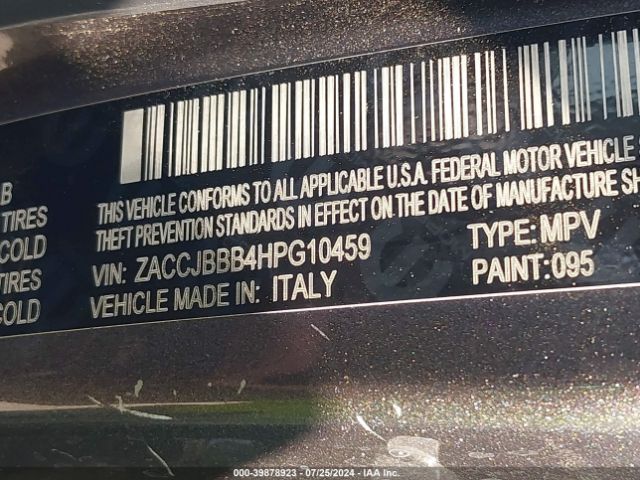 B
TIRES
COLD
TIRES
COLD
THIS VEHICLE CONFORMS TO ALL APPLICABLE U.S.A. FEDERAL MOTOR VEHICLE
THEFT PREVENTION STANDARDS IN EFFECT ON THE DATE OF MANUFACTURE SH
VIN: ZACCJBBB4HPG10459 TYPE: MPV
VEHICLE MADE IN: ITALY PAINT: 095
000-39878923 | 07/25/2024 | IAA Inc.